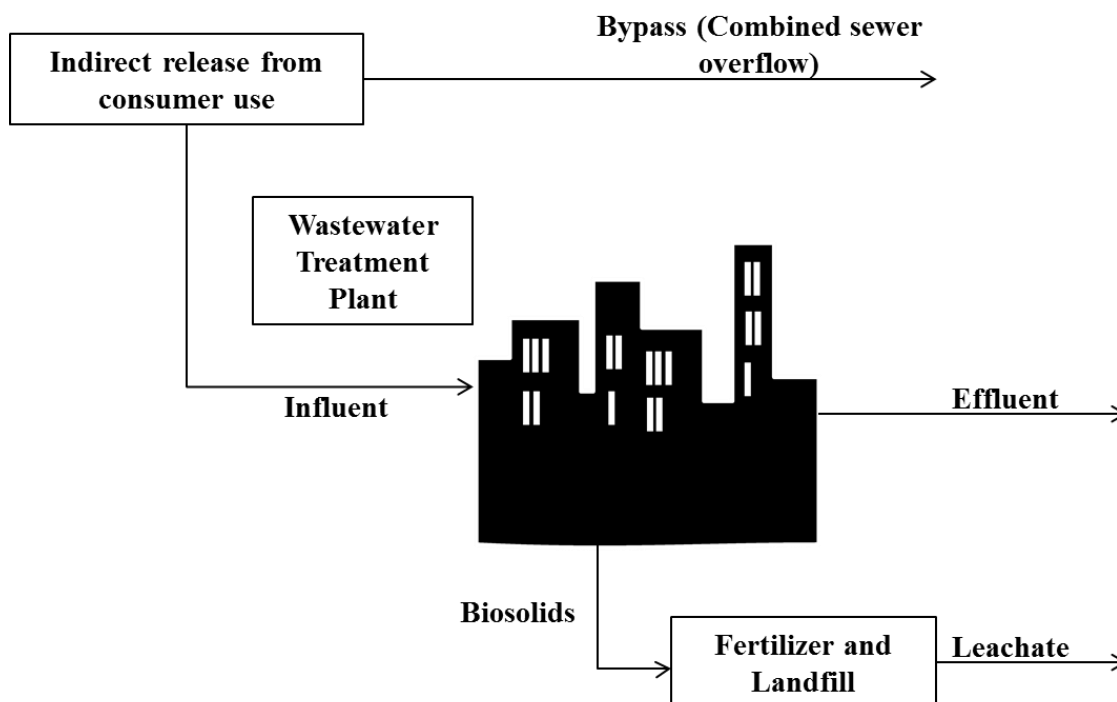 Bypass (Combined sewer
overflow)
Indirect release from
consumer use
Wastewater
Treatment
Plant
Influent
Effluent
Biosolids
Fertilizer and
Landfill
Leachate